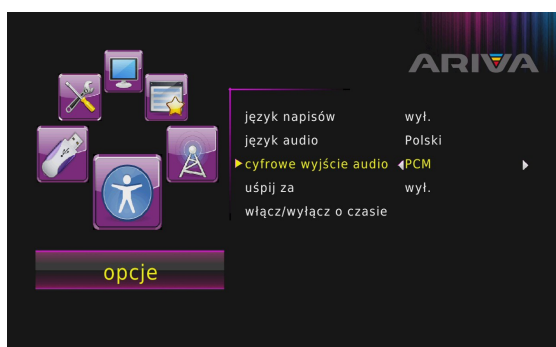 ARIVA
język napisów wył.
język audio Polski
cyfrowe wyjście audio PCM
uśpij za wył.
włącz/wyłącz o czasie
opcje